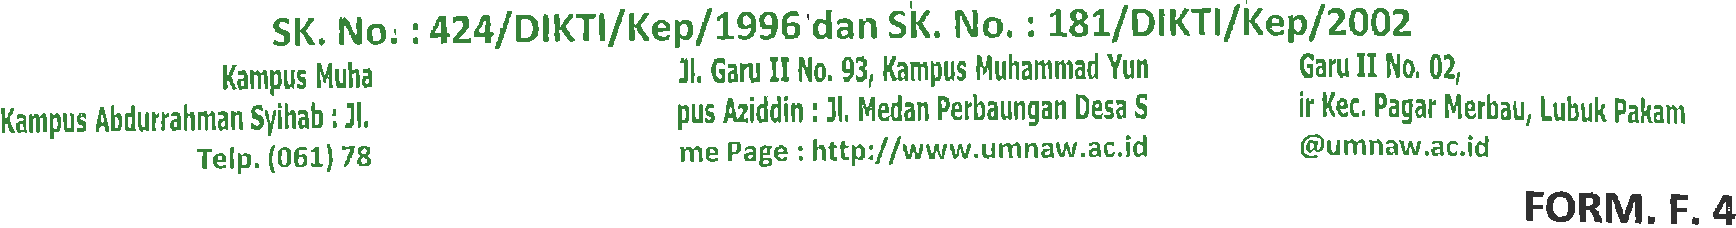 SK. No. : 424/DIKTI/Kep/1996 dan SK. No. : 181/DIKTI/Kep/2002
Kampus Muha Jl. Garu II No. 93, Kampus Muhammad Yun Garu II No. 02,
Kampus Abdurrahman Syihab : Jl. pus Aziddin : Jl. Medan Perbaungan Desa S ir Kec. Pagar Merbau, Lubuk Pakam
Telp. (061) 78 me Page : http://www.umnaw.ac.id @umnaw.ac.id
FORM. F. 4